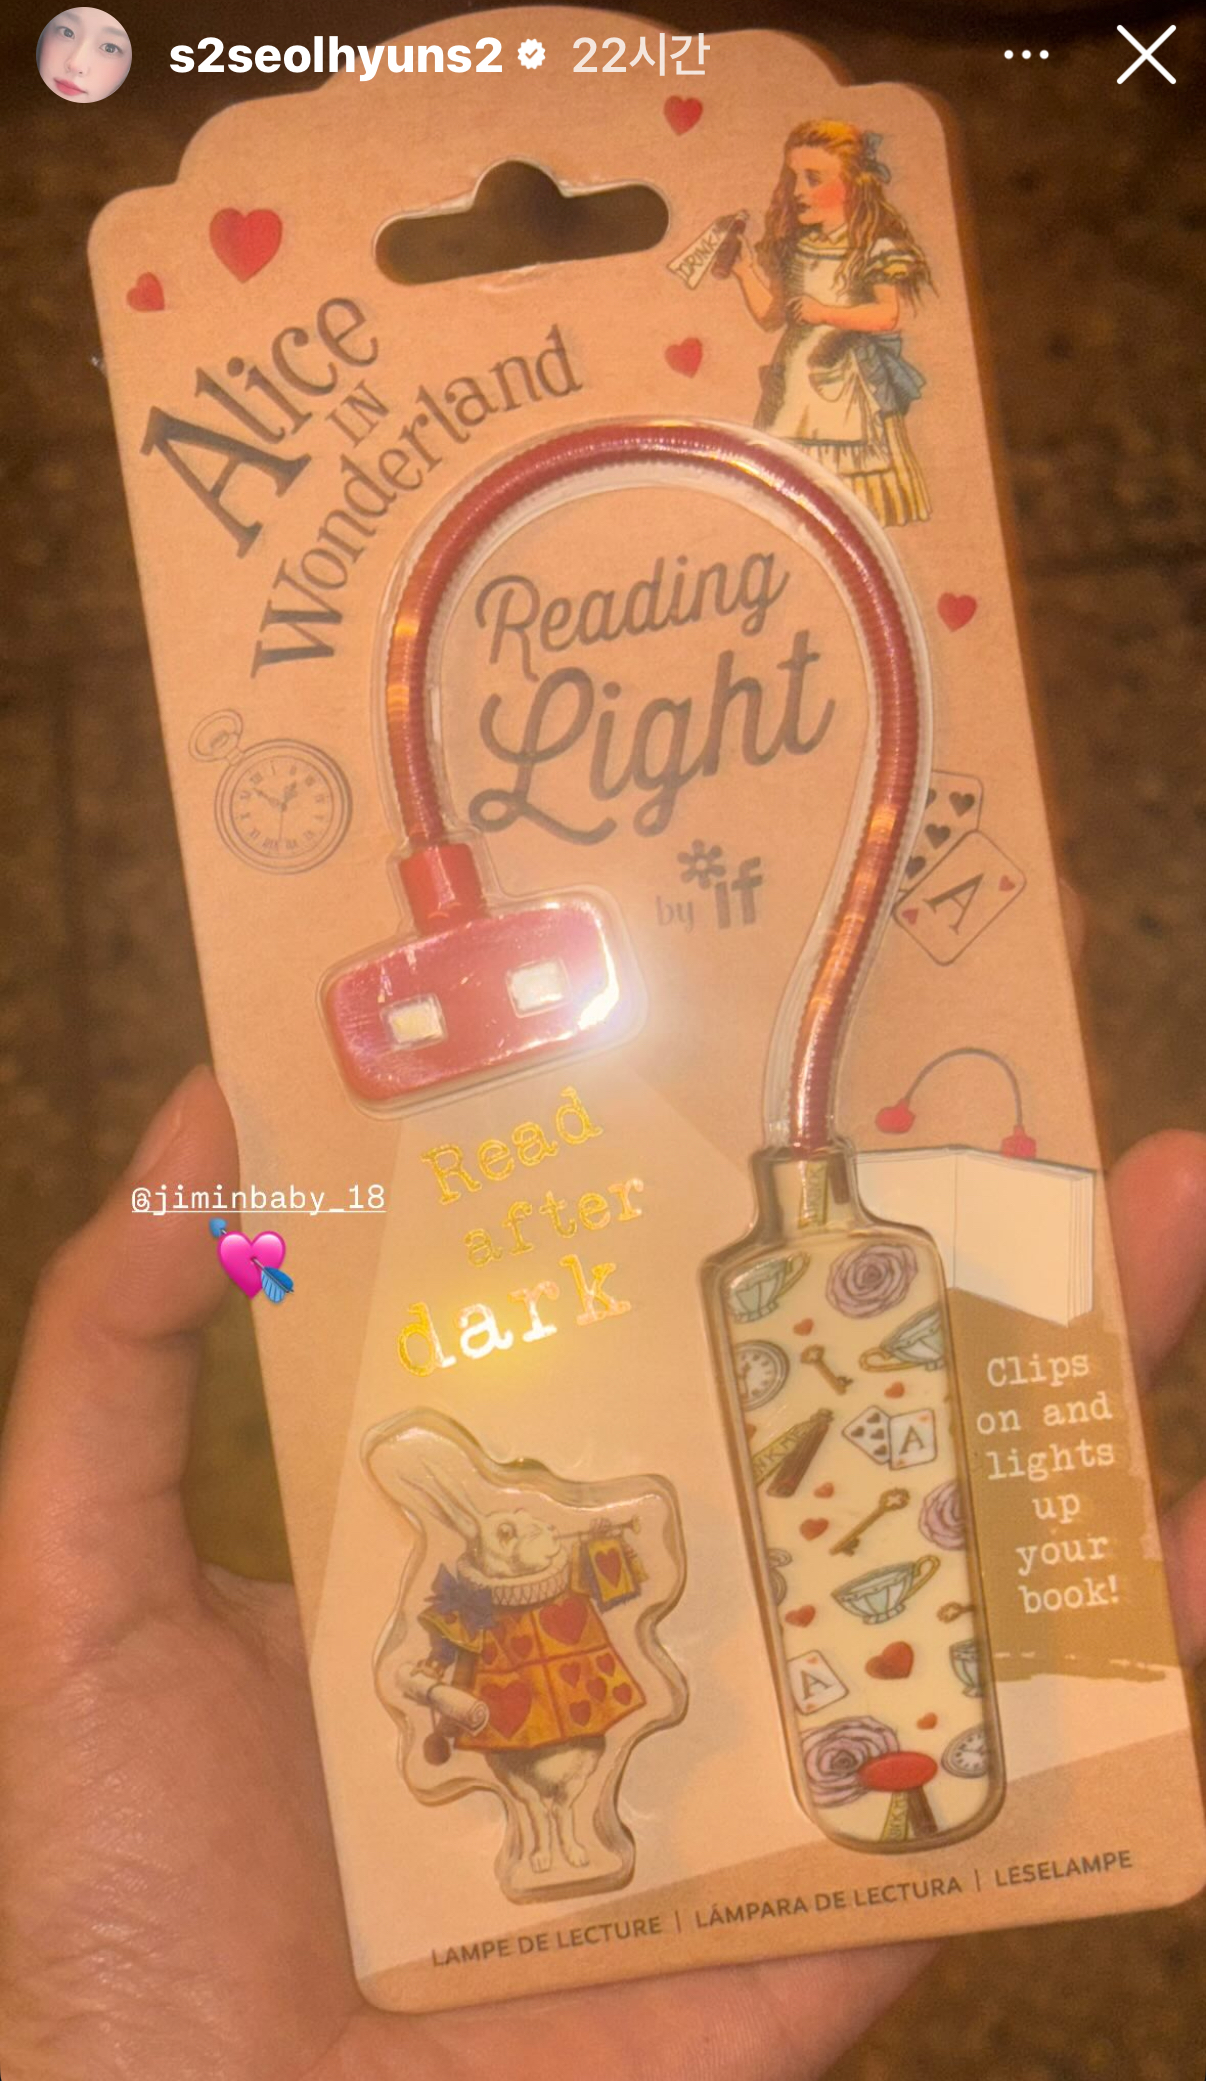 s2seolhyuns2 22시간
DRINK
Alice
IN
Wonderland
Reading
Light
by if
A
Read
after
dark
@jiminbaby_18
A
A
Clips
on and
lights
up
your
book!
LAMPE DE LECTURE | LÁMPARA DE LECTURA | LESELAMPE